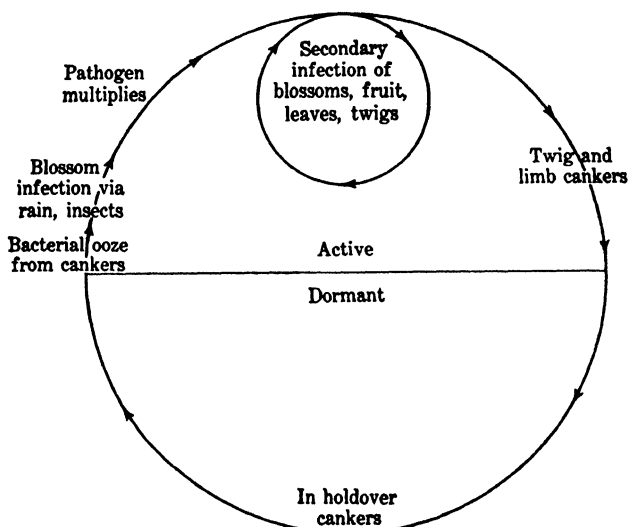 Secondary
infection of
blossoms, fruit,
leaves, twigs
Pathogen
multiplies
Blossom
infection via
rain, insects
Bacterial ooze
from cankers
Twig and
limb cankers
Active
Dormant
In holdover
cankers